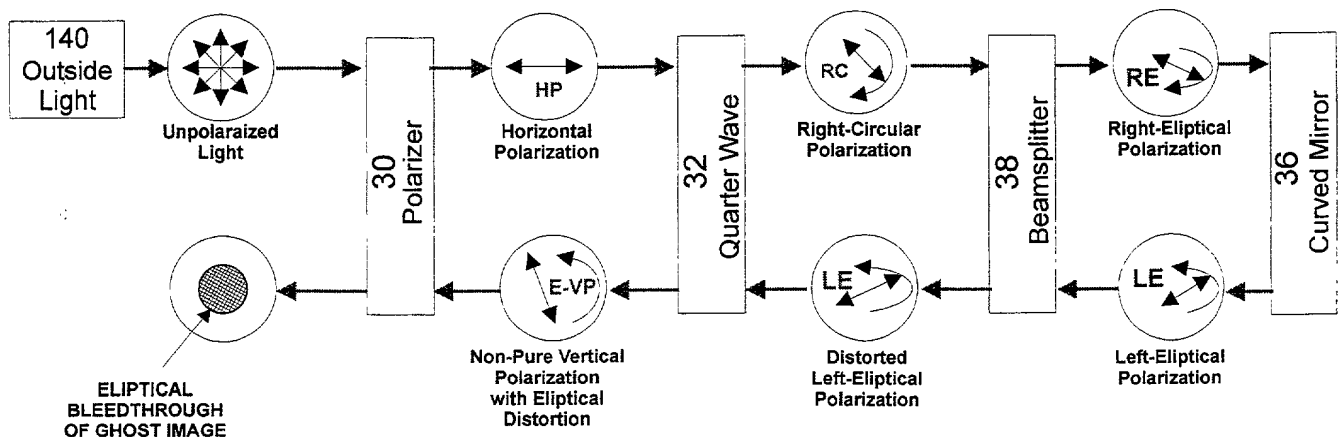 140
Outside
Light
Unpolaraized
Light
30
Polarizer
HP
Horizontal
Polarization
32
Quarter Wave
RC
Right-Circular
Polarization
38
Beamsplitter
RE
Right-Eliptical
Polarization
36
Curved Mirror
LE
Left-Eliptical
Polarization
LE
Distorted
Left-Eliptical
Polarization
E-VP
Non-Pure Vertical
Polarization
with Eliptical
Distortion
ELIPTICAL
BLEEDTHROUGH
OF GHOST IMAGE